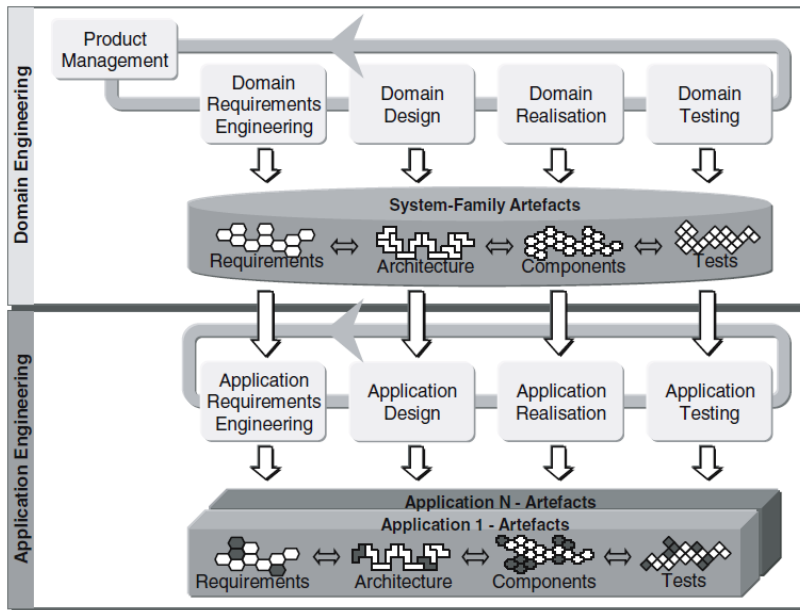 Domain Engineering
Product
Management
Domain
Requirements
Engineering
Domain
Design
Domain
Realisation
Domain
Testing
System-Family Artefacts
Requirements
Architecture
Components
Tests
Application Engineering
Application
Requirements
Engineering
Application
Design
Application
Realisation
Application
Testing
Application N - Artefacts
Application 1 - Artefacts
Requirements
Architecture
Components
Tests